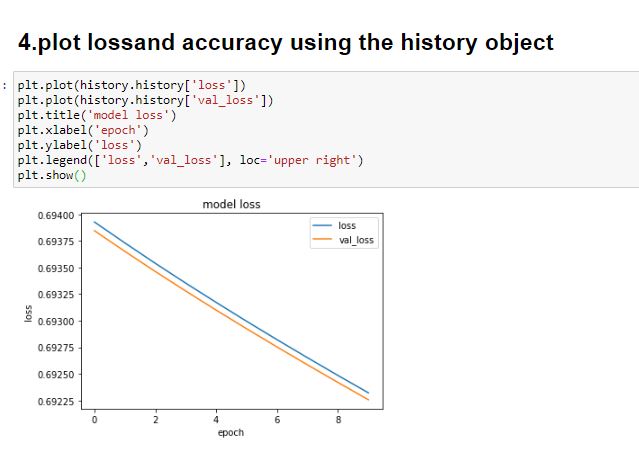 4.plot lossand accuracy using the history object
:
plt.plot(history.history['loss'])
plt.plot(history.history['val_loss'])
plt.title('model loss')
plt.xlabel('epoch')
plt.ylabel('loss')
plt.legend(['loss','val_loss'], loc='upper right')
plt.show()
model loss
loss
val_loss
0.69400
0.69375
0.69350
0.69325
0.69300
0.69275
0.69250
0.69225
loss
0 2 4 6 8
epoch